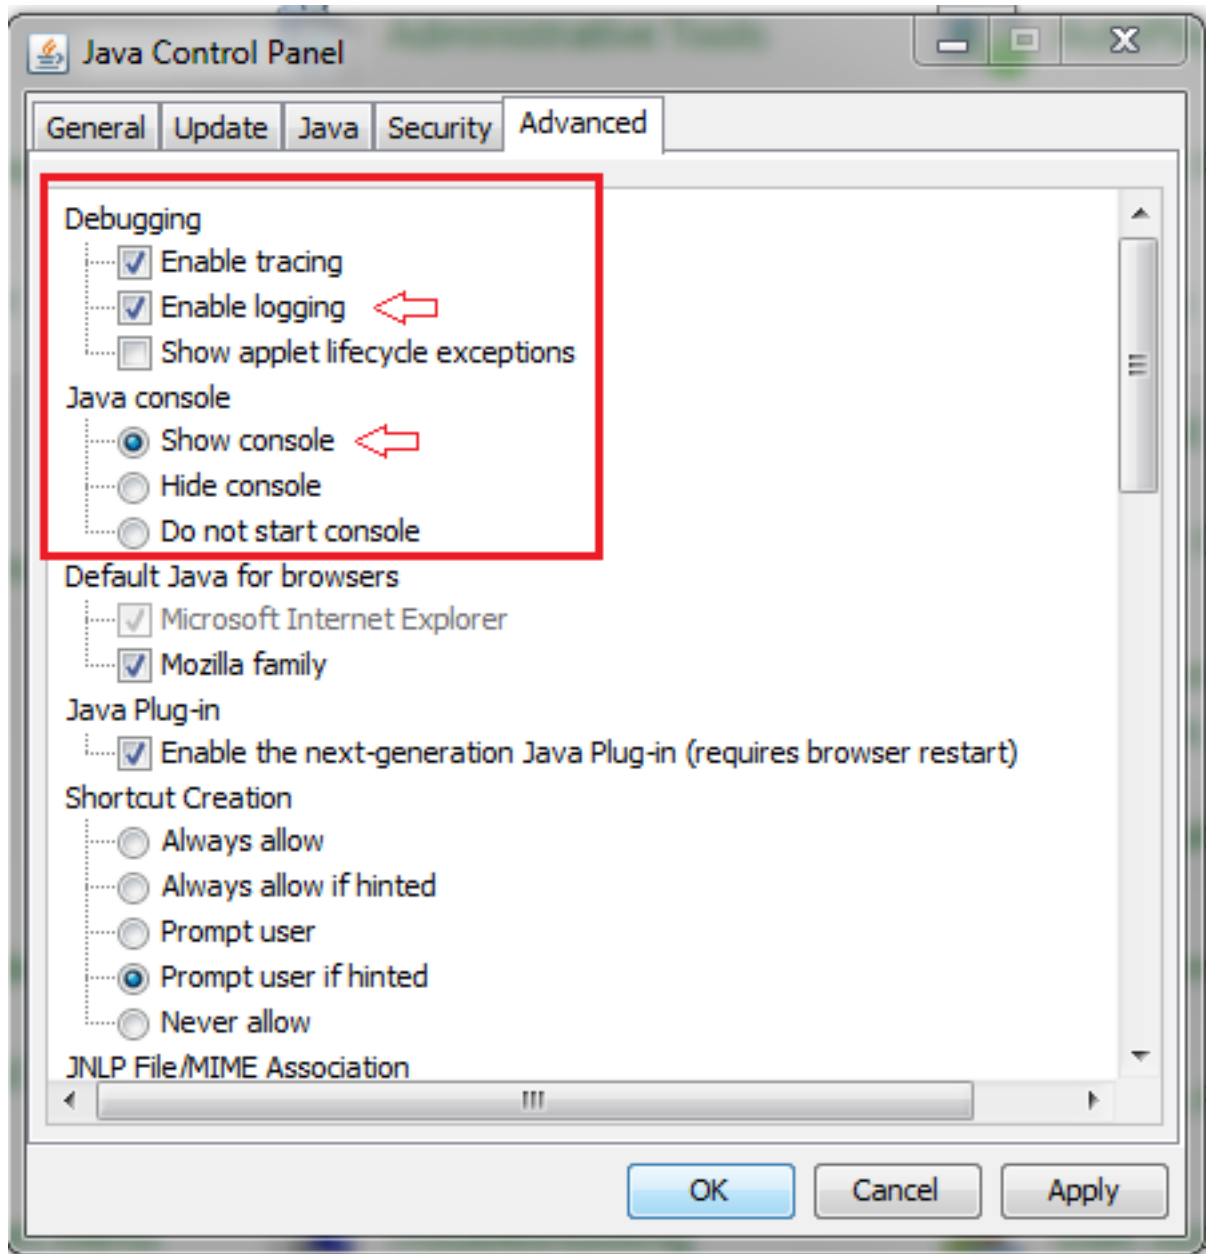 Administrative Tools
Java Control Panel
General Update Java Security Advanced
Debugging
Enable tracing
Enable logging
Show applet lifecycle exceptions
Java console
Show console
Hide console
Do not start console
Default Java for browsers
Microsoft Internet Explorer
Mozilla family
Java Plug-in
Enable the next-generation Java Plug-in (requires browser restart)
Shortcut Creation
Always allow
Always allow if hinted
Prompt user
Prompt user if hinted
Never allow
JNLP File/MIME Association
OK Cancel Apply